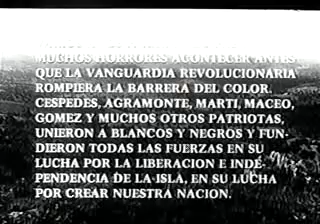 MUCHOS HORRORES ACONTECER ANTES
QUE LA VANGUARDIA REVOLUCIONARIA
ROMPIERA LA BARRERA DEL COLOR.
CESPEDES, AGRAMONTE, MARTI, MACEO,
GOMEZ Y MUCHOS OTROS PATRIOTAS,
UNIERON A BLANCOS Y NEGROS Y FUN-
DIERON TODAS LAS FUERZAS EN SU
LUCHA POR LA LIBERACION E INDE-
PENDENCIA DE LA ISLA, EN SU LUCHA
POR CREAR NUESTRA NACION.